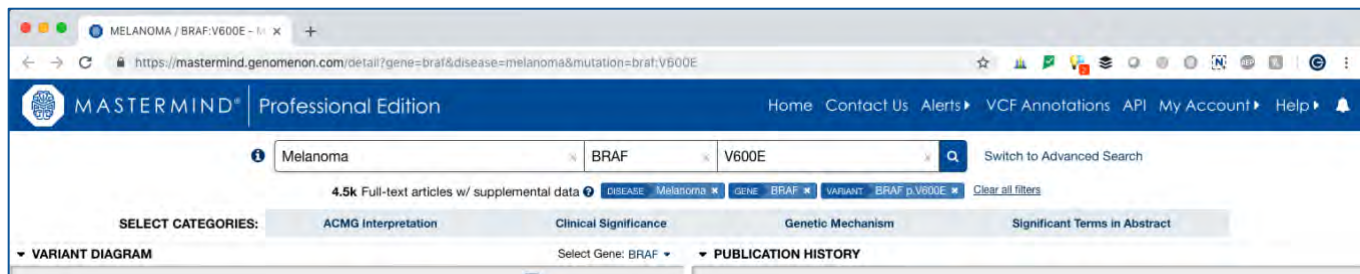 MELANOMA / BRAF:V600E – M
https://mastermind.genomenon.com/detail?gene=braf&disease=melanoma&mutation=braf:V600E
MASTERMIND® Professional Edition Home Contact Us Alerts VCF Annotations API My Account Help
Melanoma BRAF V600E Switch to Advanced Search
4.5k Full-text articles w/ supplemental data DISEASE Melanoma GENE BRAF VARIANT BRAF p.V600E Clear all filters
SELECT CATEGORIES: ACMG Interpretation Clinical Significance Genetic Mechanism Significant Terms in Abstract
VARIANT DIAGRAM Select Gene: BRAF PUBLICATION HISTORY